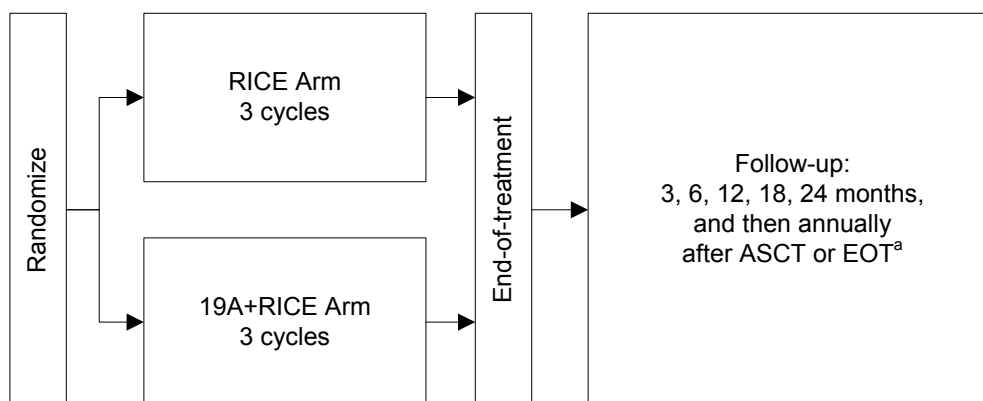 Randomize
RICE Arm
3 cycles
19A+RICE Arm
3 cycles
End-of-treatment
Follow-up:
3, 6, 12, 18, 24 months,
and then annually
after ASCT or EOTᵃ